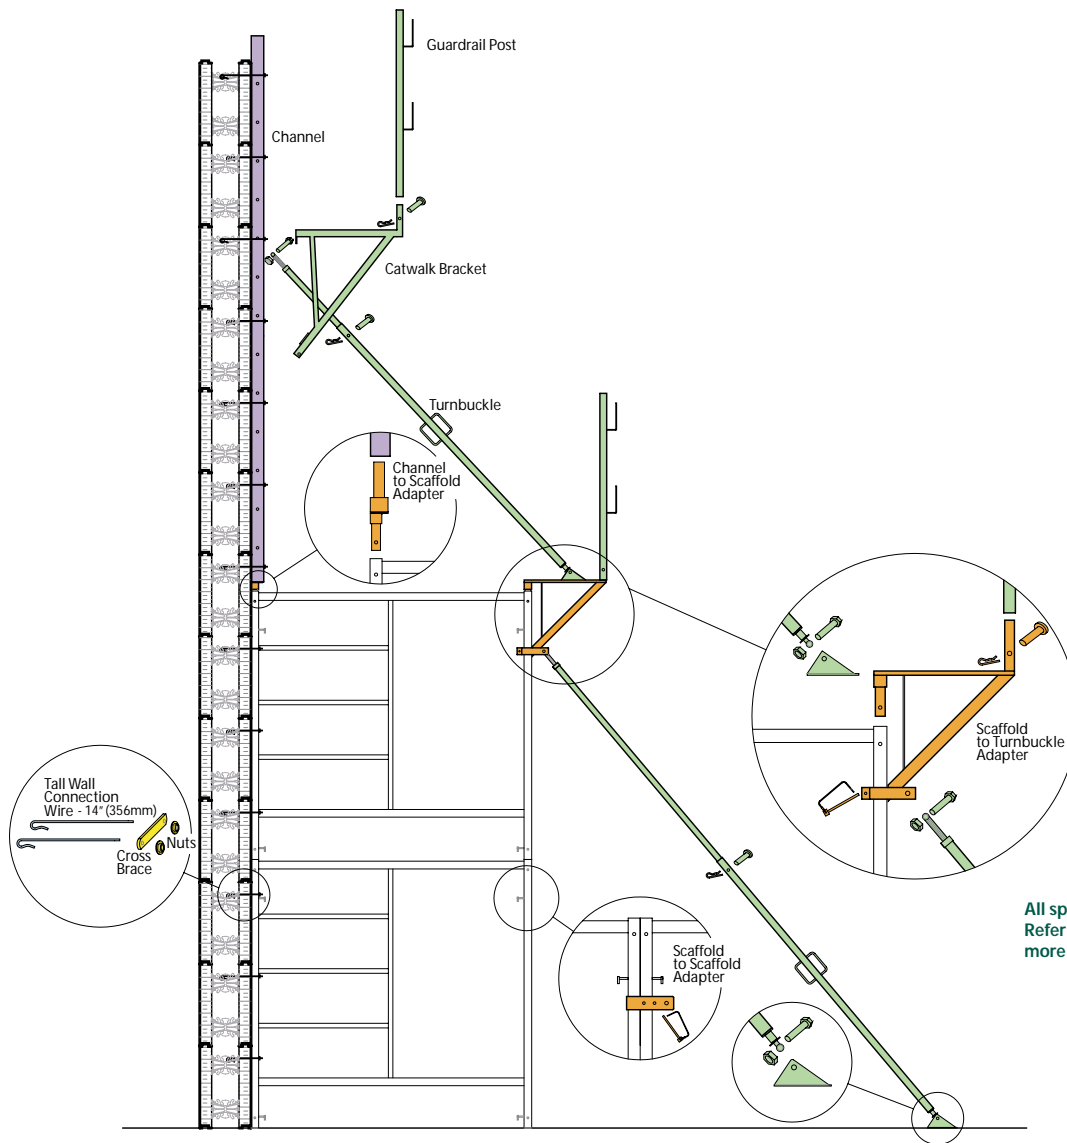 Guardrail Post
Channel
Catwalk Bracket
Turnbuckle
Channel
to Scaffold
Adapter
Scaffold
to Turnbuckle
Adapter
Tall Wall
Connection
Wire - 14" (356mm)
Nuts
Cross
Brace
Scaffold
to Scaffold
Adapter
All sp
Refer
more